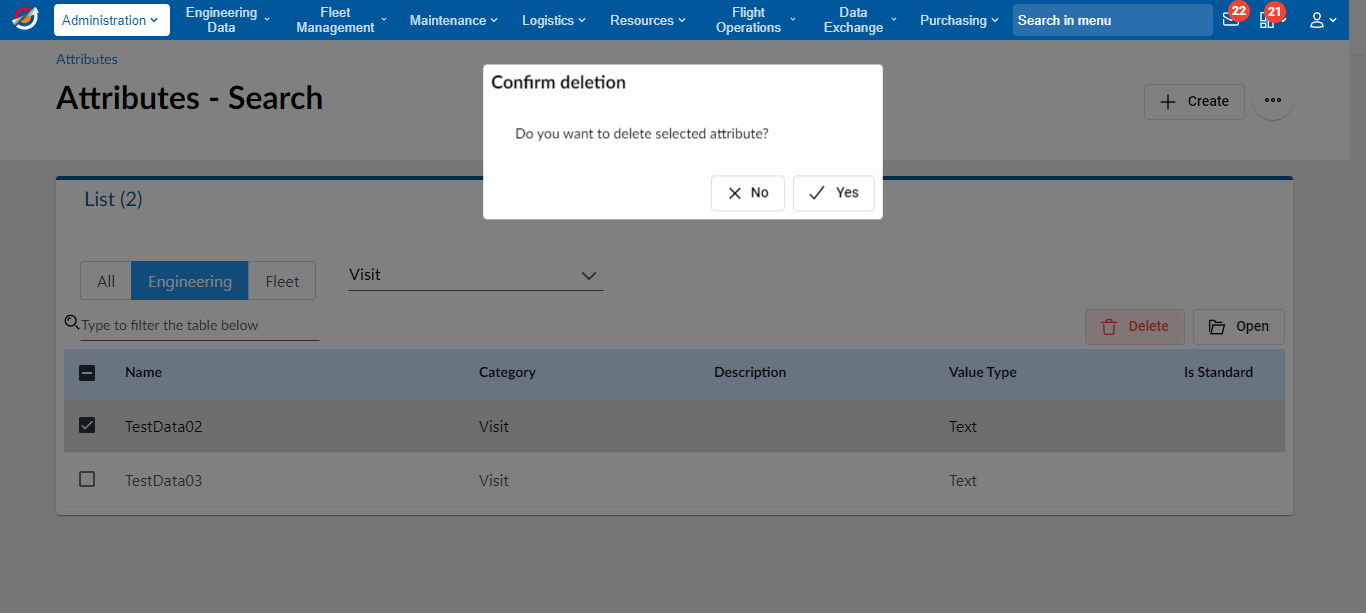 Administration
Engineering Data
Fleet Management
Maintenance
Logistics
Resources
Flight Operations
Data Exchange
Purchasing
Search in menu
22
21
Attributes
Attributes - Search
Create
Confirm deletion
Do you want to delete selected attribute?
No
Yes
List (2)
All
Engineering
Fleet
Visit
Type to filter the table below
Delete
Open
Name Category Description Value Type Is Standard
TestData02 Visit Text
TestData03 Visit Text